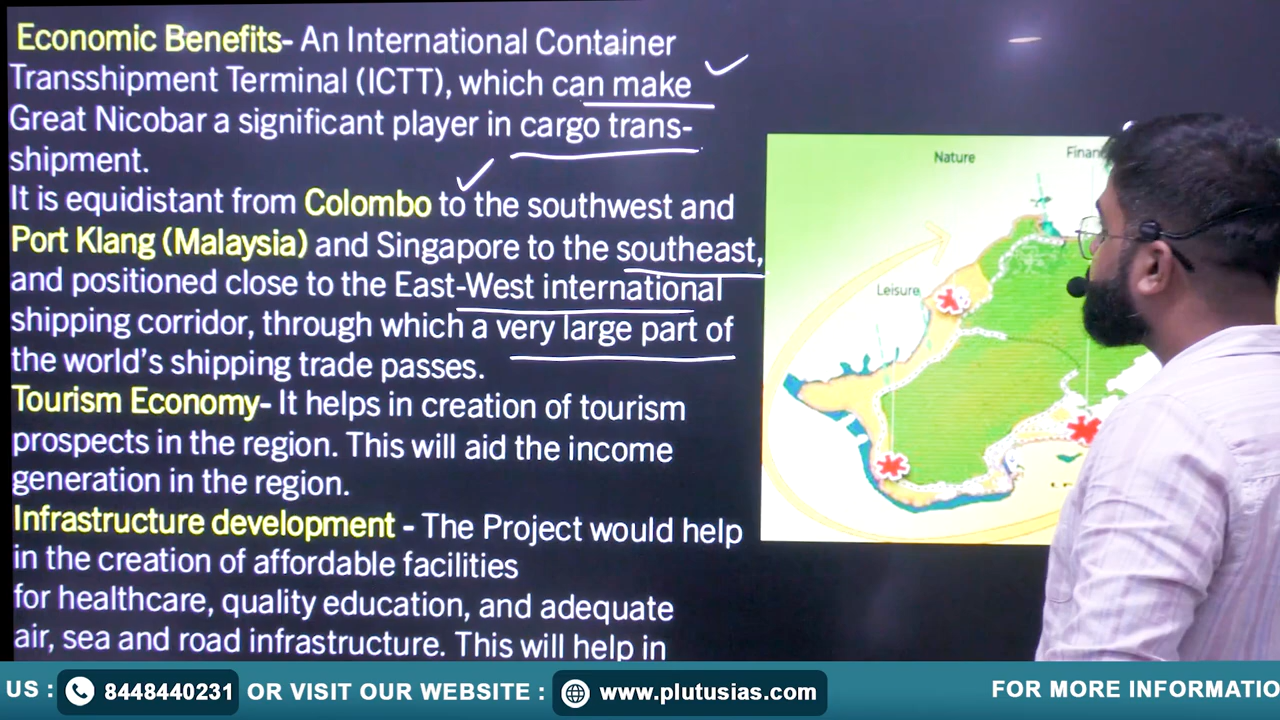 Economic Benefits- An International Container
Transshipment Terminal (ICTT), which can make
Great Nicobar a significant player in cargo trans-
shipment.
It is equidistant from Colombo to the southwest and
Port Klang (Malaysia) and Singapore to the southeast,
and positioned close to the East-West international
shipping corridor, through which a very large part of
the world's shipping trade passes.
Tourism Economy- It helps in creation of tourism
prospects in the region. This will aid the income
generation in the region.
Infrastructure development - The Project would help
in the creation of affordable facilities
for healthcare, quality education, and adequate
air, sea and road infrastructure. This will help in
Nature
Finan
Leisure
US : 8448440231 OR VISIT OUR WEBSITE : www.plutusias.com
FOR MORE INFORMATIO